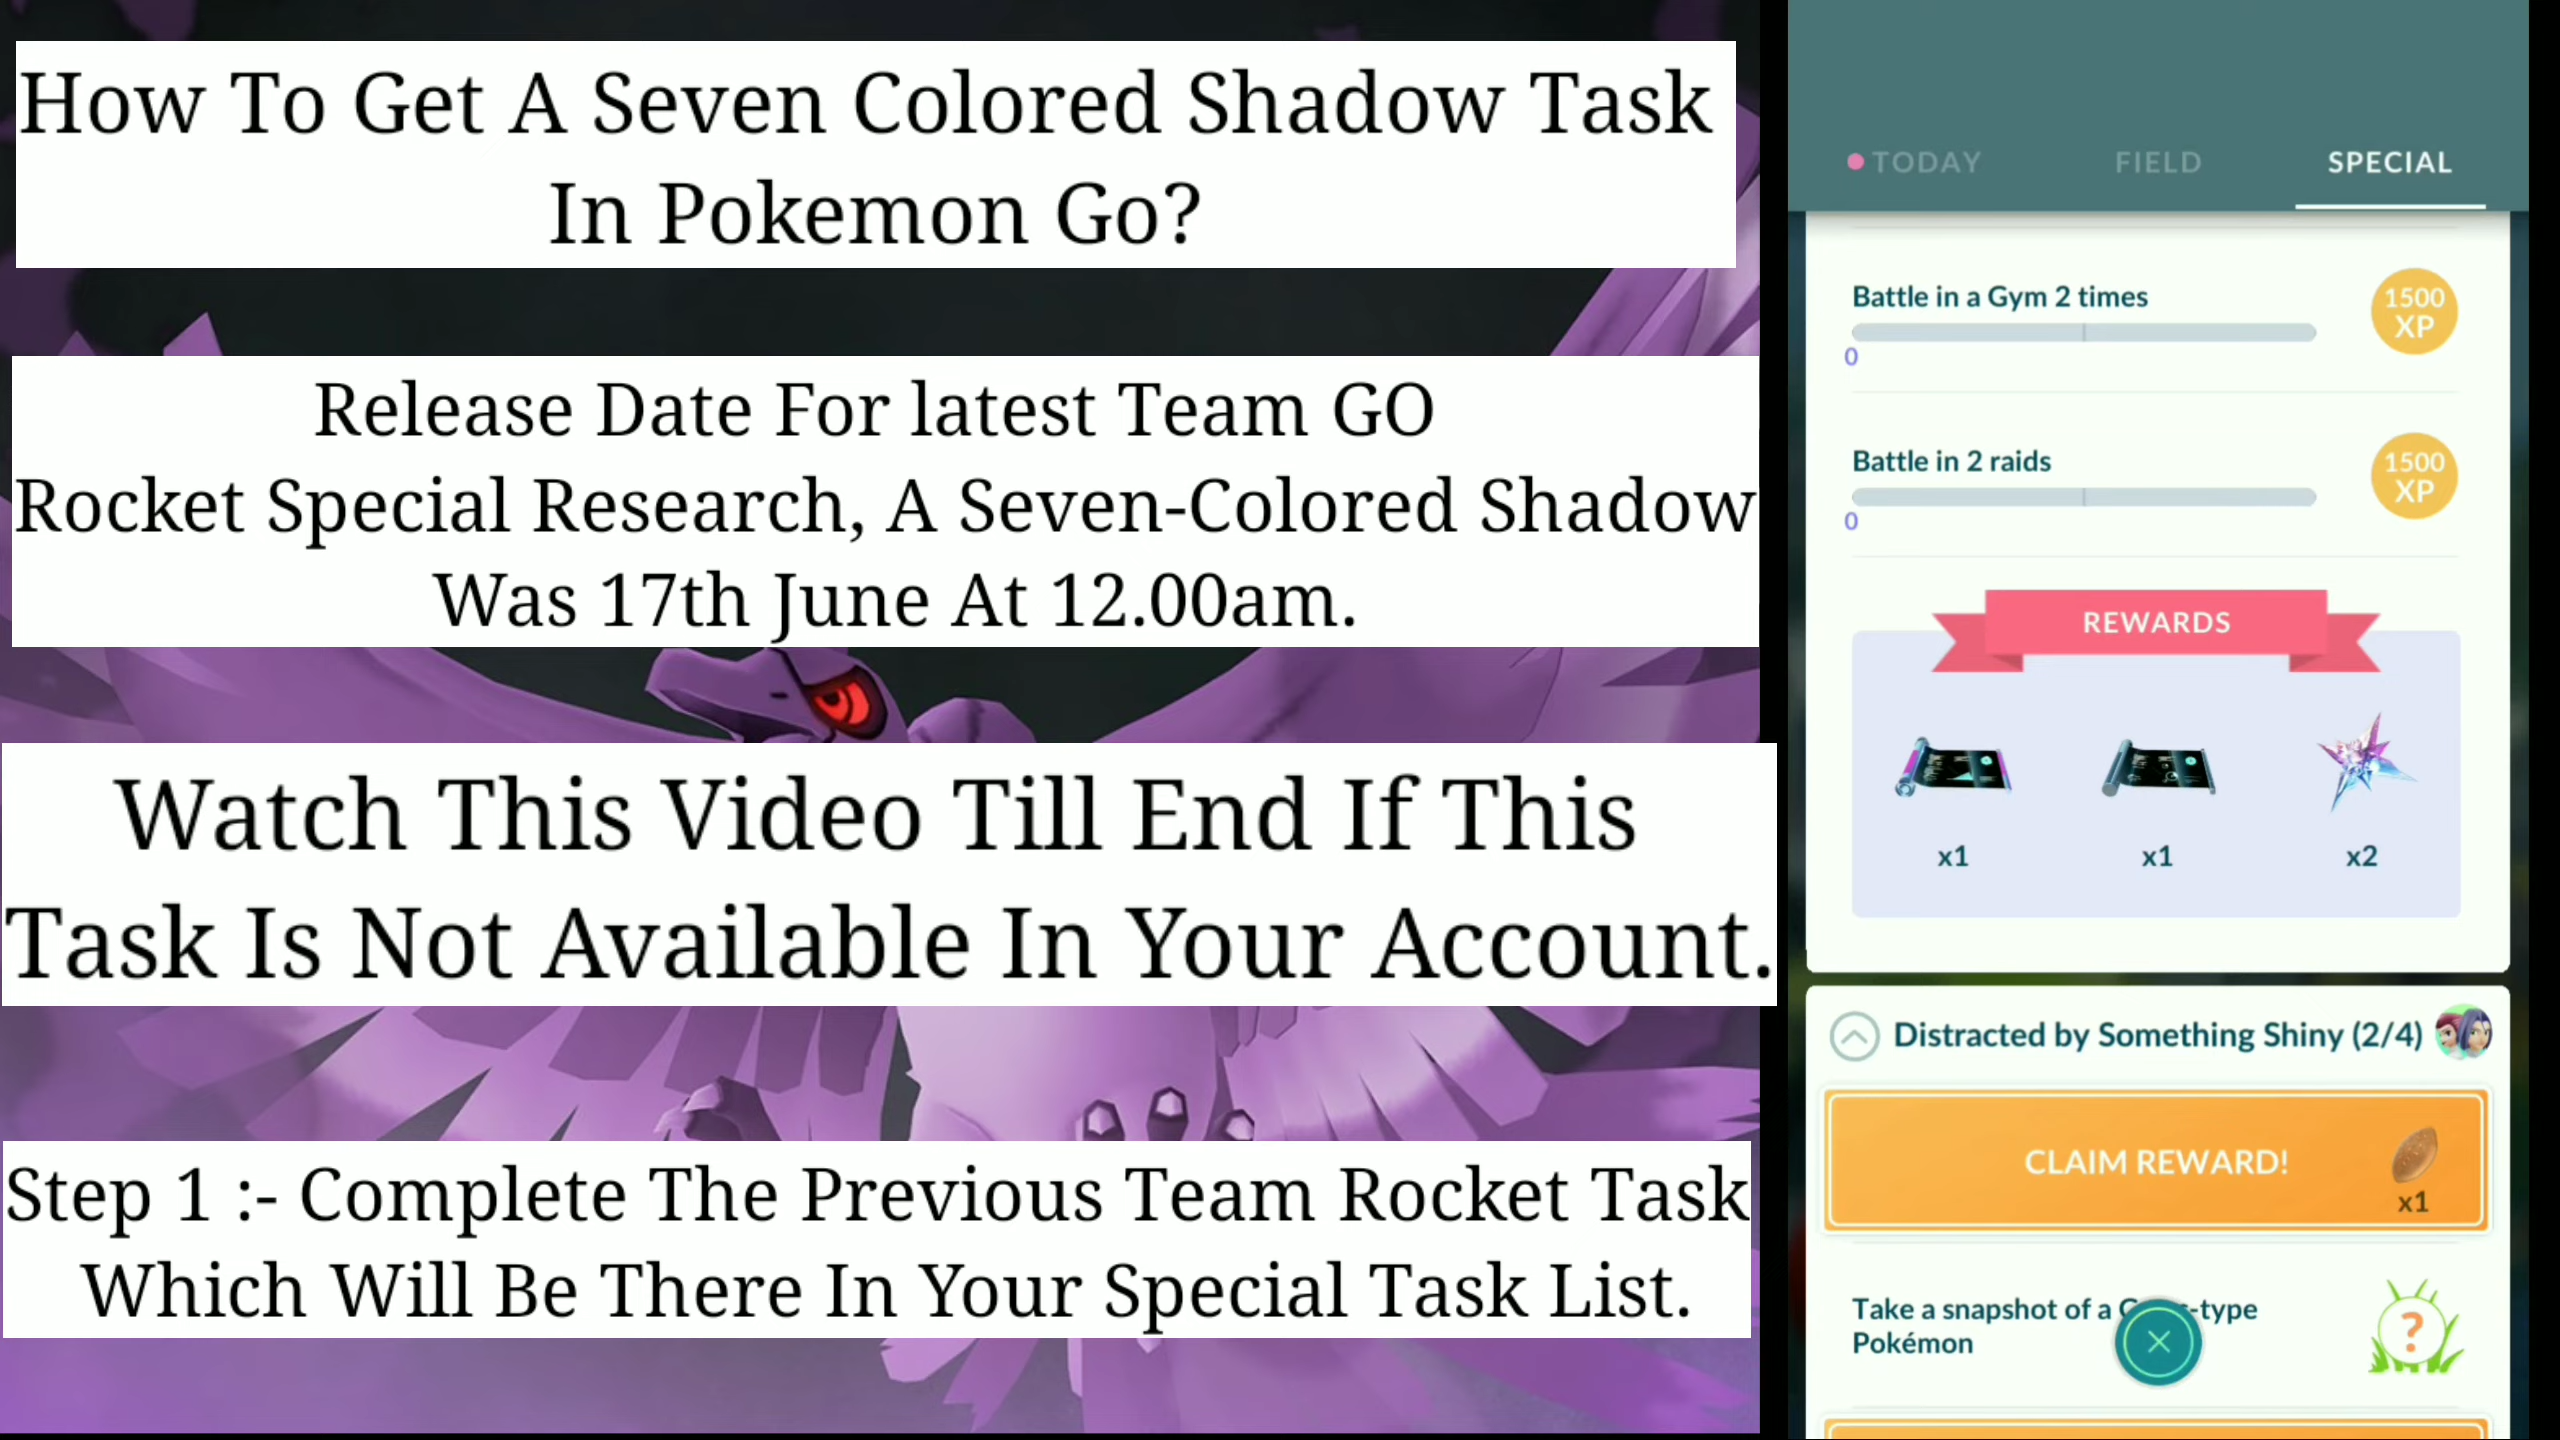 How To Get A Seven Colored Shadow Task
In Pokemon Go?
Release Date For latest Team GO
Rocket Special Research, A Seven-Colored Shadow
Was 17th June At 12.00am.
Watch This Video Till End If This
Task Is Not Available In Your Account.
Step 1 :- Complete The Previous Team Rocket Task
Which Will Be There In Your Special Task List.
TODAY FIELD SPECIAL
Battle in a Gym 2 times
1500
XP
0
Battle in 2 raids
1500
XP
0
REWARDS
x1 x1 x2
Distracted by Something Shiny (2/4)
CLAIM REWARD!
x1
Take a snapshot of a -type
Pokémon
?